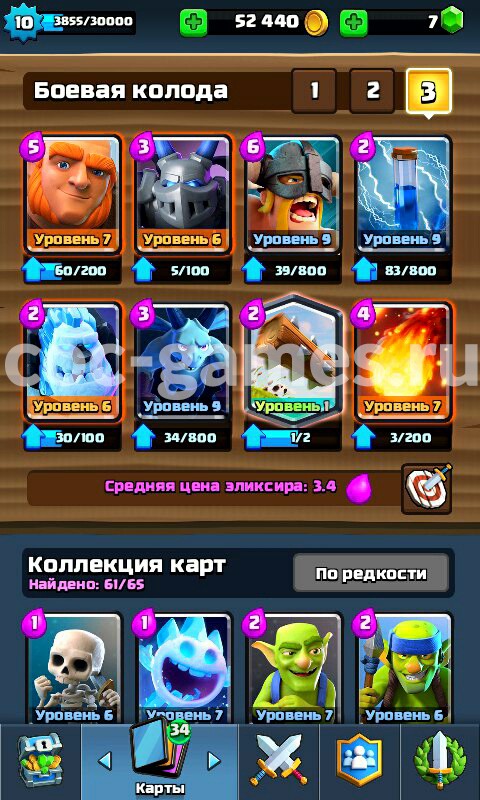 10 3855/30000 52 440 7
Боевая колода 1 2 3
5 3 6 2
Уровень 7 Уровень 6 Уровень 9 Уровень 9
60/200 5/100 39/800 83/800
2 3 2 4
ccc-games.ru
Уровень 6 Уровень 9 Уровень 1 Уровень 7
30/100 34/800 1/2 3/200
Средняя цена эликсира: 3.4
Коллекция карт
По редкости
Найдено: 61/65
1 1 2 2
Уровень 6 Уровень 7 Уровень 7 Уровень 6
1 34
Карты